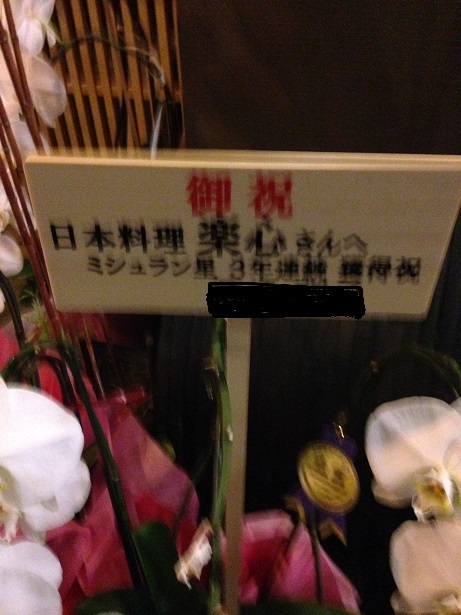 御祝
日本料理 楽心さんへ
ミシュラン星 3年連続 獲得祝